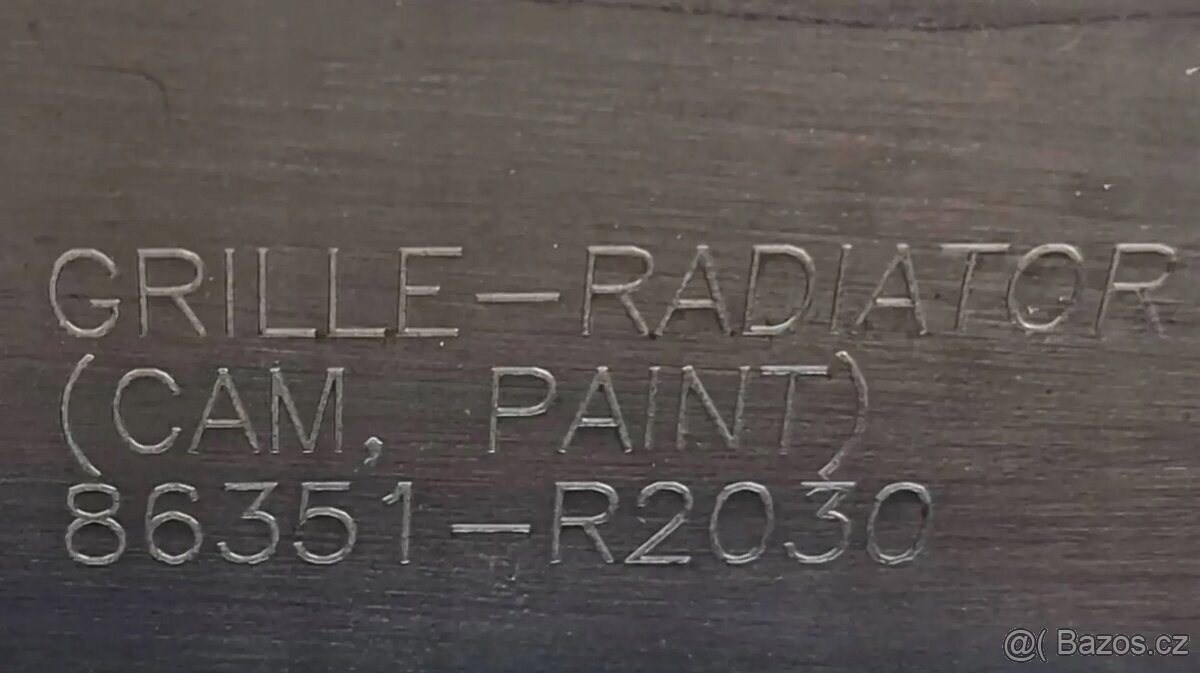 GRILLE-RADIATOR
(CAM, PAINT)
86351-R2030
@( Bazos.cz